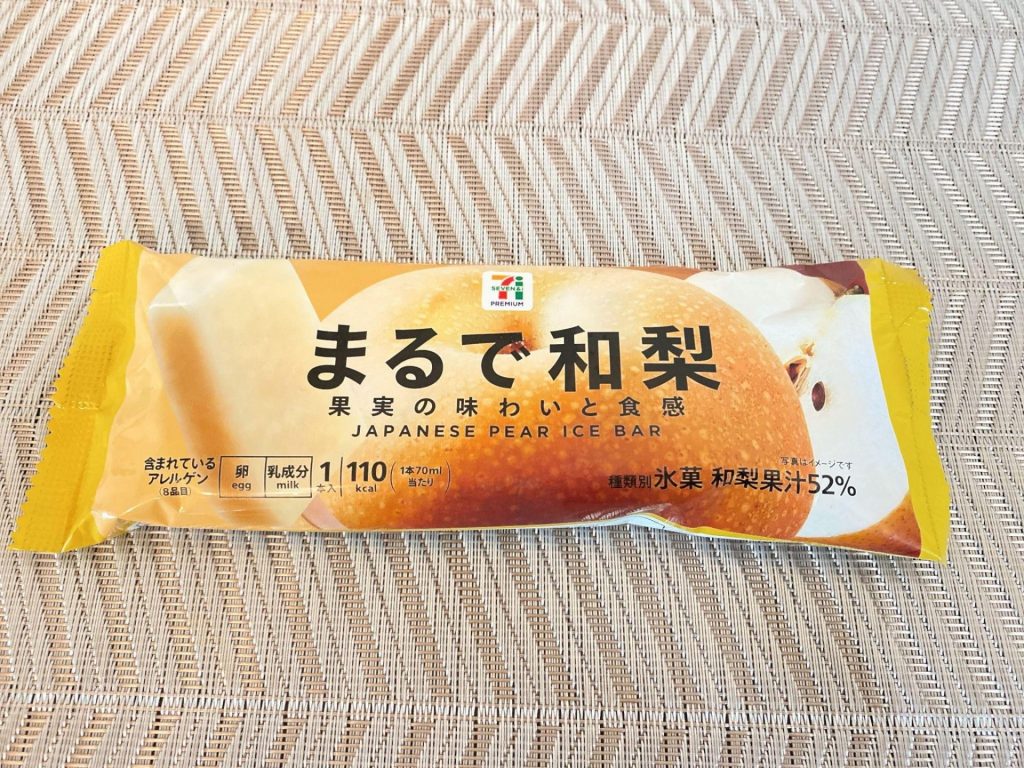 SEVEN&i
PREMIUM
まるで和梨
果実の味わいと食感
JAPANESE PEAR ICE BAR
含まれている
アレルゲン
(8品目)
卵
egg
乳成分
milk
1
本入
110
kcal
(1本70ml
当たり)
写真はイメージです
種類別氷菓 和梨果汁52%